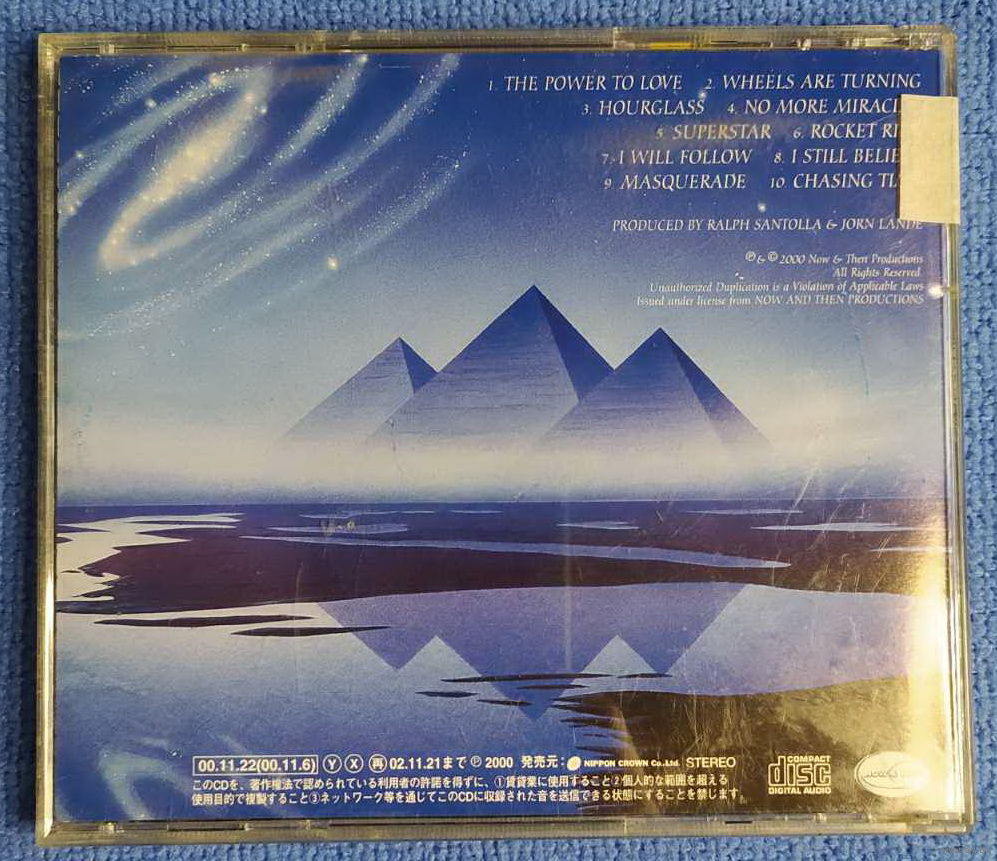 1. THE POWER TO LOVE 2. WHEELS ARE TURNING
3. HOURGLASS 4. NO MORE
5. SUPERSTAR 6. ROCKET
7. I WILL FOLLOW 8. I STILL
9. MASQUERADE 10. CHASING
PRODUCED BY RALPH SANTOLLA & JORN LANDE
℗ & © 2000 Now & Then Productions
All Rights Reserved.
Unauthorized Duplication is a Violation of Applicable Laws
Issued under license from NOW AND THEN PRODUCTIONS
00.11.22(00.11.6) Ⓨ Ⓧ ㊢ 02.11.21まで ℗ 2000 発売元: NIPPON CROWN Co.,Ltd. STEREO
このCDを、著作権法で認められている利用者の許諾を得ずに、①賃貸業に使用すること②個人的な範囲を超える
使用目的で複製すること③ネットワーク等を通じてこのCDに収録された音を送信できる状態にすることを禁じます。
COMPACT
disc
DIGITAL AUDIO